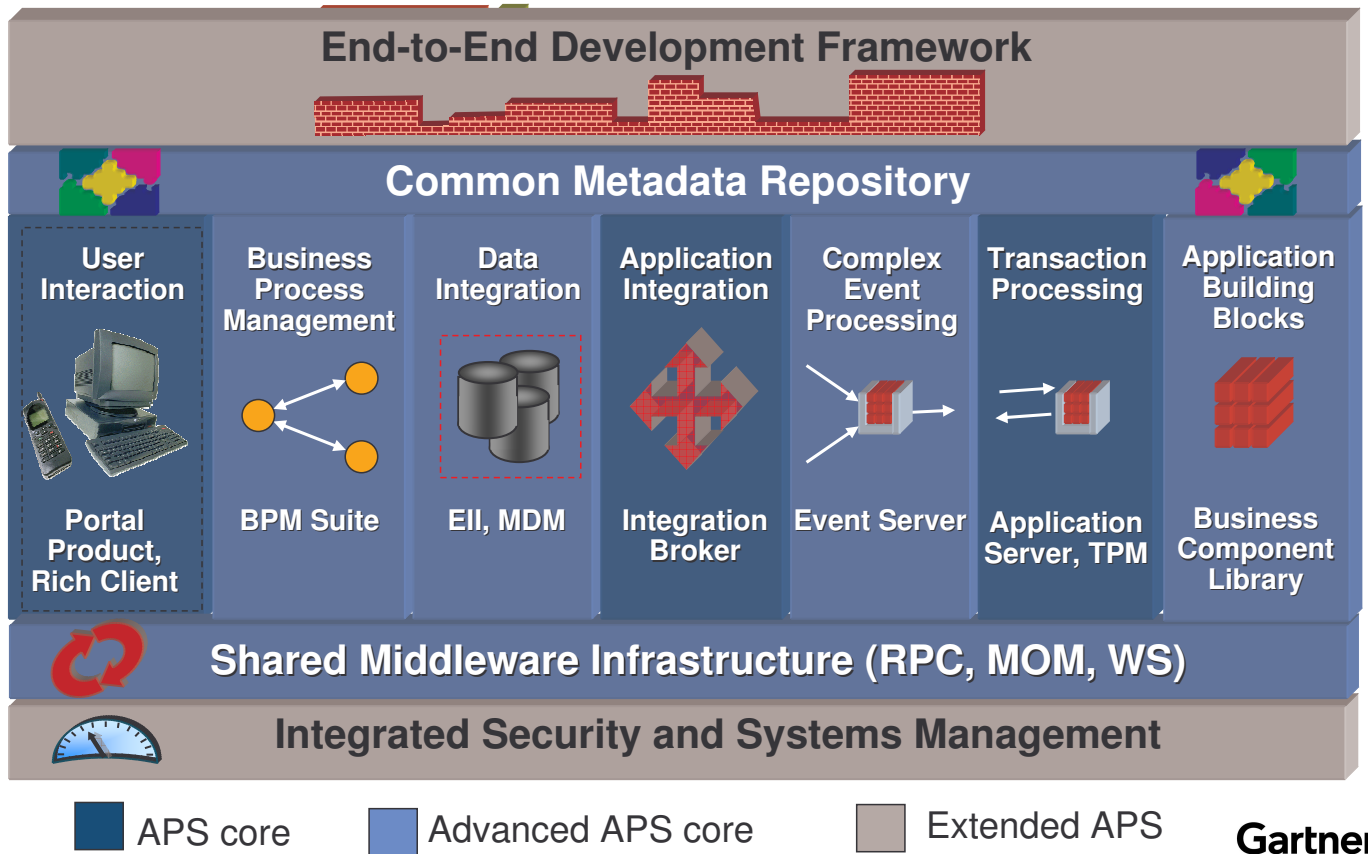 End-to-End Development Framework
Common Metadata Repository
User
Interaction
Portal
Product,
Rich Client
Business
Process
Management
BPM Suite
Data
Integration
EII, MDM
Application
Integration
Integration
Broker
Complex
Event
Processing
Event Server
Transaction
Processing
Application
Server, TPM
Application
Building
Blocks
Business
Component
Library
Shared Middleware Infrastructure (RPC, MOM, WS)
Integrated Security and Systems Management
APS core
Advanced APS core
Extended APS
Gartner